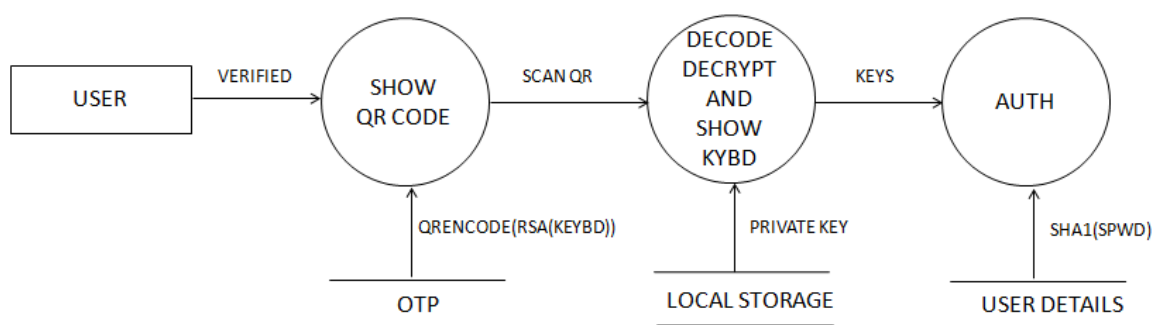 USER
VERIFIED
SHOW
QR CODE
SCAN QR
DECODE
DECRYPT
AND
SHOW
KYBD
KEYS
AUTH
QRENCODE(RSA(KEYBD))
PRIVATE KEY
SHA1(SPWD)
OTP
LOCAL STORAGE
USER DETAILS